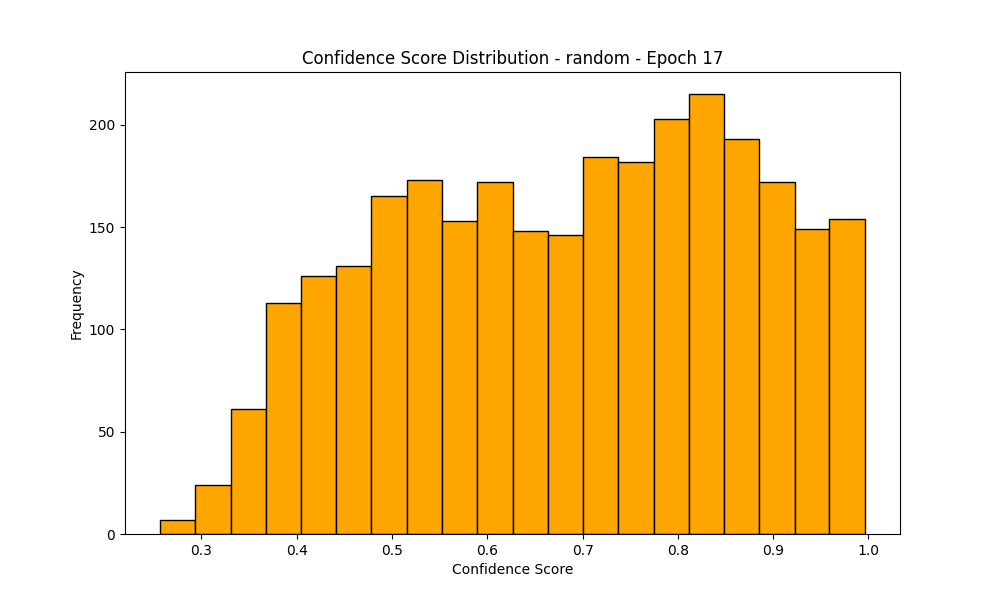 Confidence Score Distribution - random - Epoch 17
Frequency
200
150
100
50
0
0.3 0.4 0.5 0.6 0.7 0.8 0.9 1.0
Confidence Score